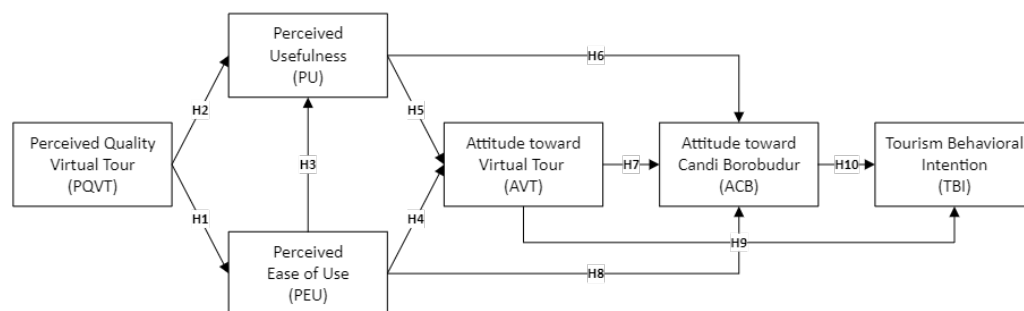 Perceived
Usefulness
(PU)
H6
H2
H5
Perceived Quality
Virtual Tour
(PQVT)
H3
Attitude toward
Virtual Tour
(AVT)
H7
Attitude toward
Candi Borobudur
(ACB)
H10
Tourism Behavioral
Intention
(TBI)
H1
H4
H9
Perceived
Ease of Use
(PEU)
H8